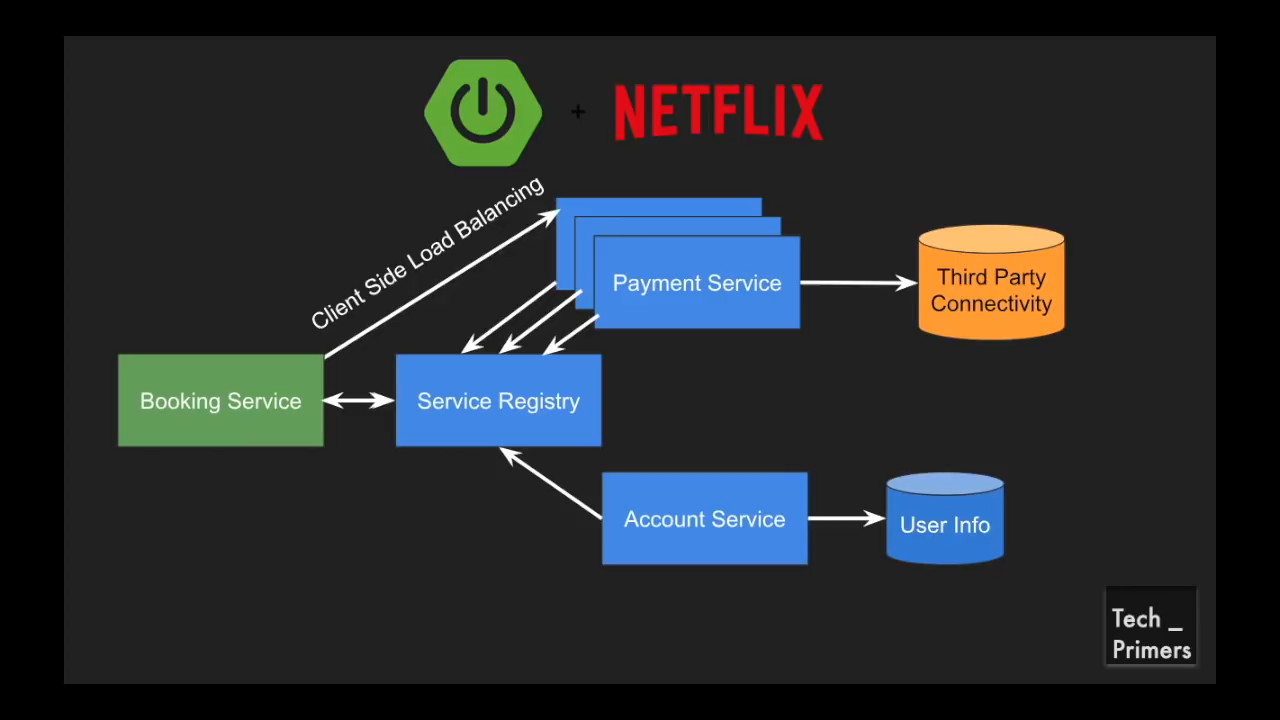 + NETFLIX
Client Side Load Balancing
Payment Service
Third Party
Connectivity
Booking Service
Service Registry
Account Service
User Info
Tech _
Primers